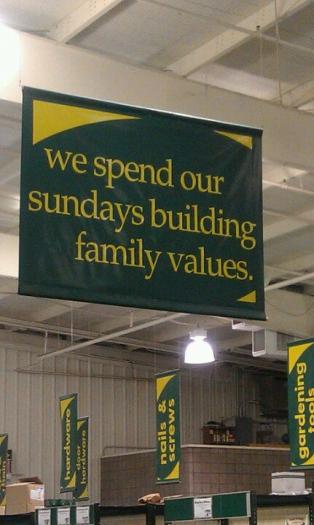 we spend our
sundays building
family values.
hardware
door
hardware
nails &
screws
gardening
tools